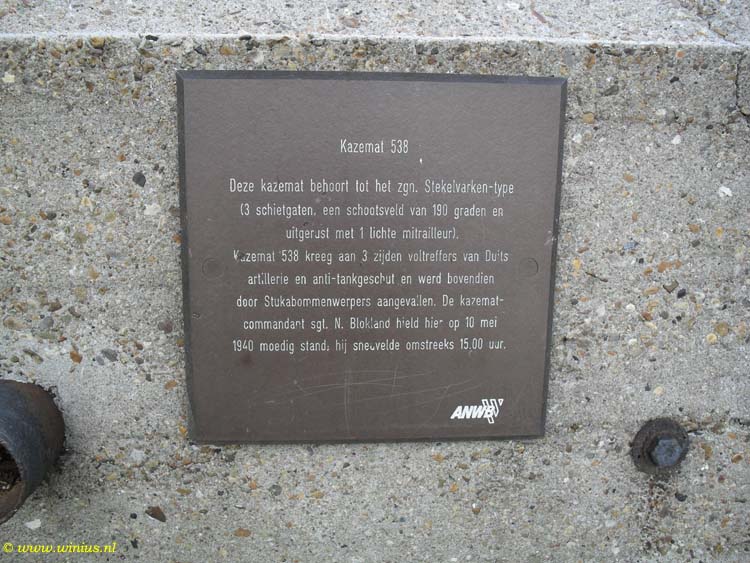 Kazemat 538
Deze kazemat behoort tot het zgn. Stekelvarken-type
(3 schietgaten, een schootsveld van 190 graden en
uitgerust met 1 lichte mitrailleur).
Kazemat 538 kreeg aan 3 zijden voltreffers van Duits
artillerie en anti-tankgeschut en werd bovendien
door Stukabommenwerpers aangevallen. De kazemat-
commandant sgt. N. Blokland hield hier op 10 mei
1940 moedig stand; hij sneuvelde omstreeks 15.00 uur.
ANWB
© www.winius.nl